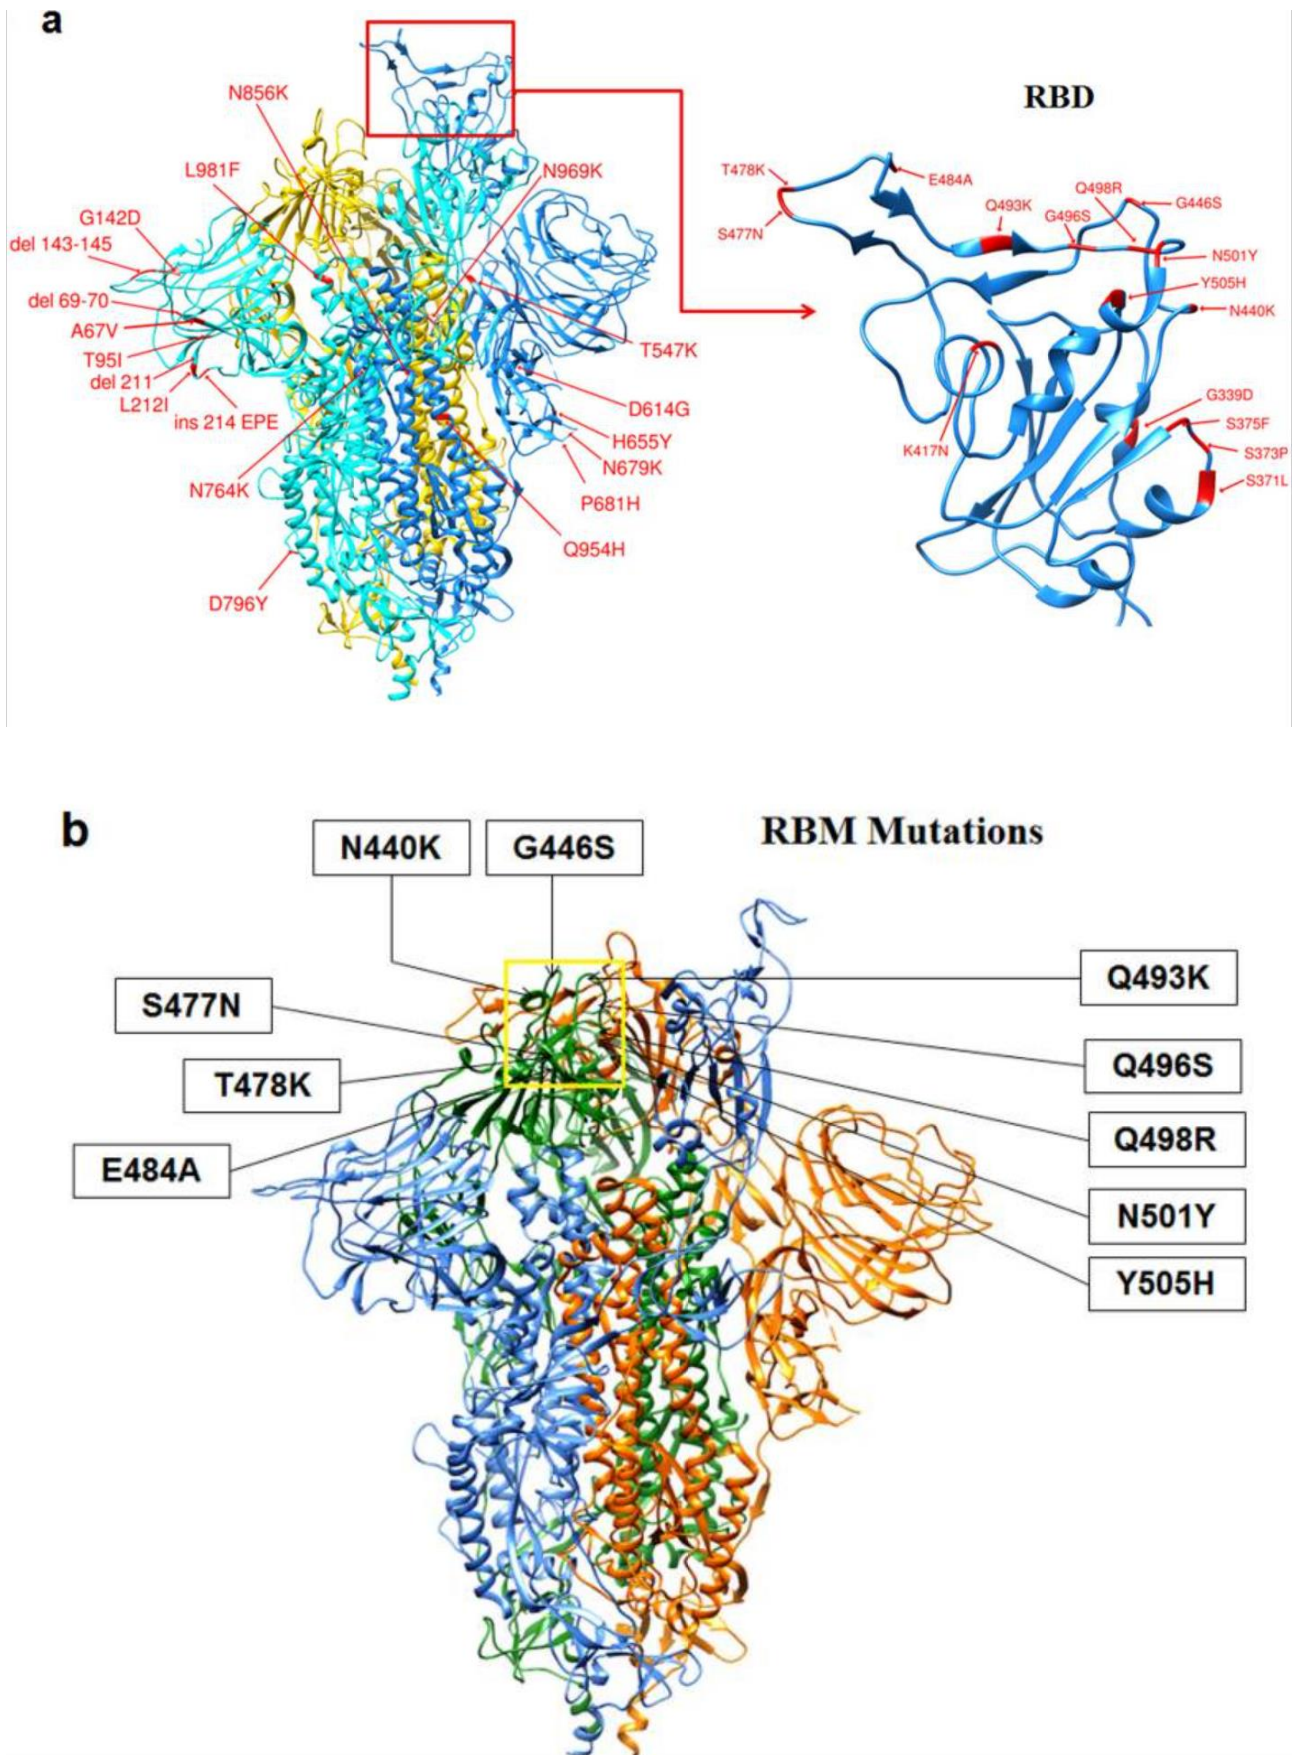 a
N856K
L981F
N969K
G142D
del 143-145
del 69-70
A67V
T95I
del 211
L212I
ins 214 EPE
T547K
D614G
H655Y
N679K
P681H
N764K
Q954H
D796Y
RBD
T478K
E484A
Q498R
Q493K
G446S
G496S
S477N
N501Y
Y505H
N440K
G339D
S375F
K417N
S373P
S371L
b
RBM Mutations
N440K
G446S
Q493K
S477N
Q496S
T478K
Q498R
E484A
N501Y
Y505H